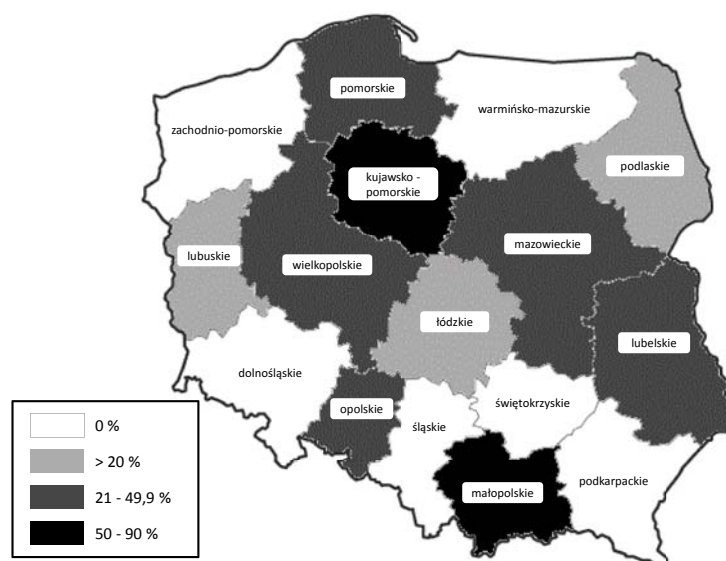 pomorskie
warmińsko-mazurskie
zachodnio-pomorskie
podlaskie
kujawsko -
pomorskie
mazowieckie
lubuskie
wielkopolskie
łódzkie
lubelskie
dolnośląskie
świętokrzyskie
opolskie
śląskie
podkarpackie
małopolskie
0 %
> 20 %
21 - 49,9 %
50 - 90 %